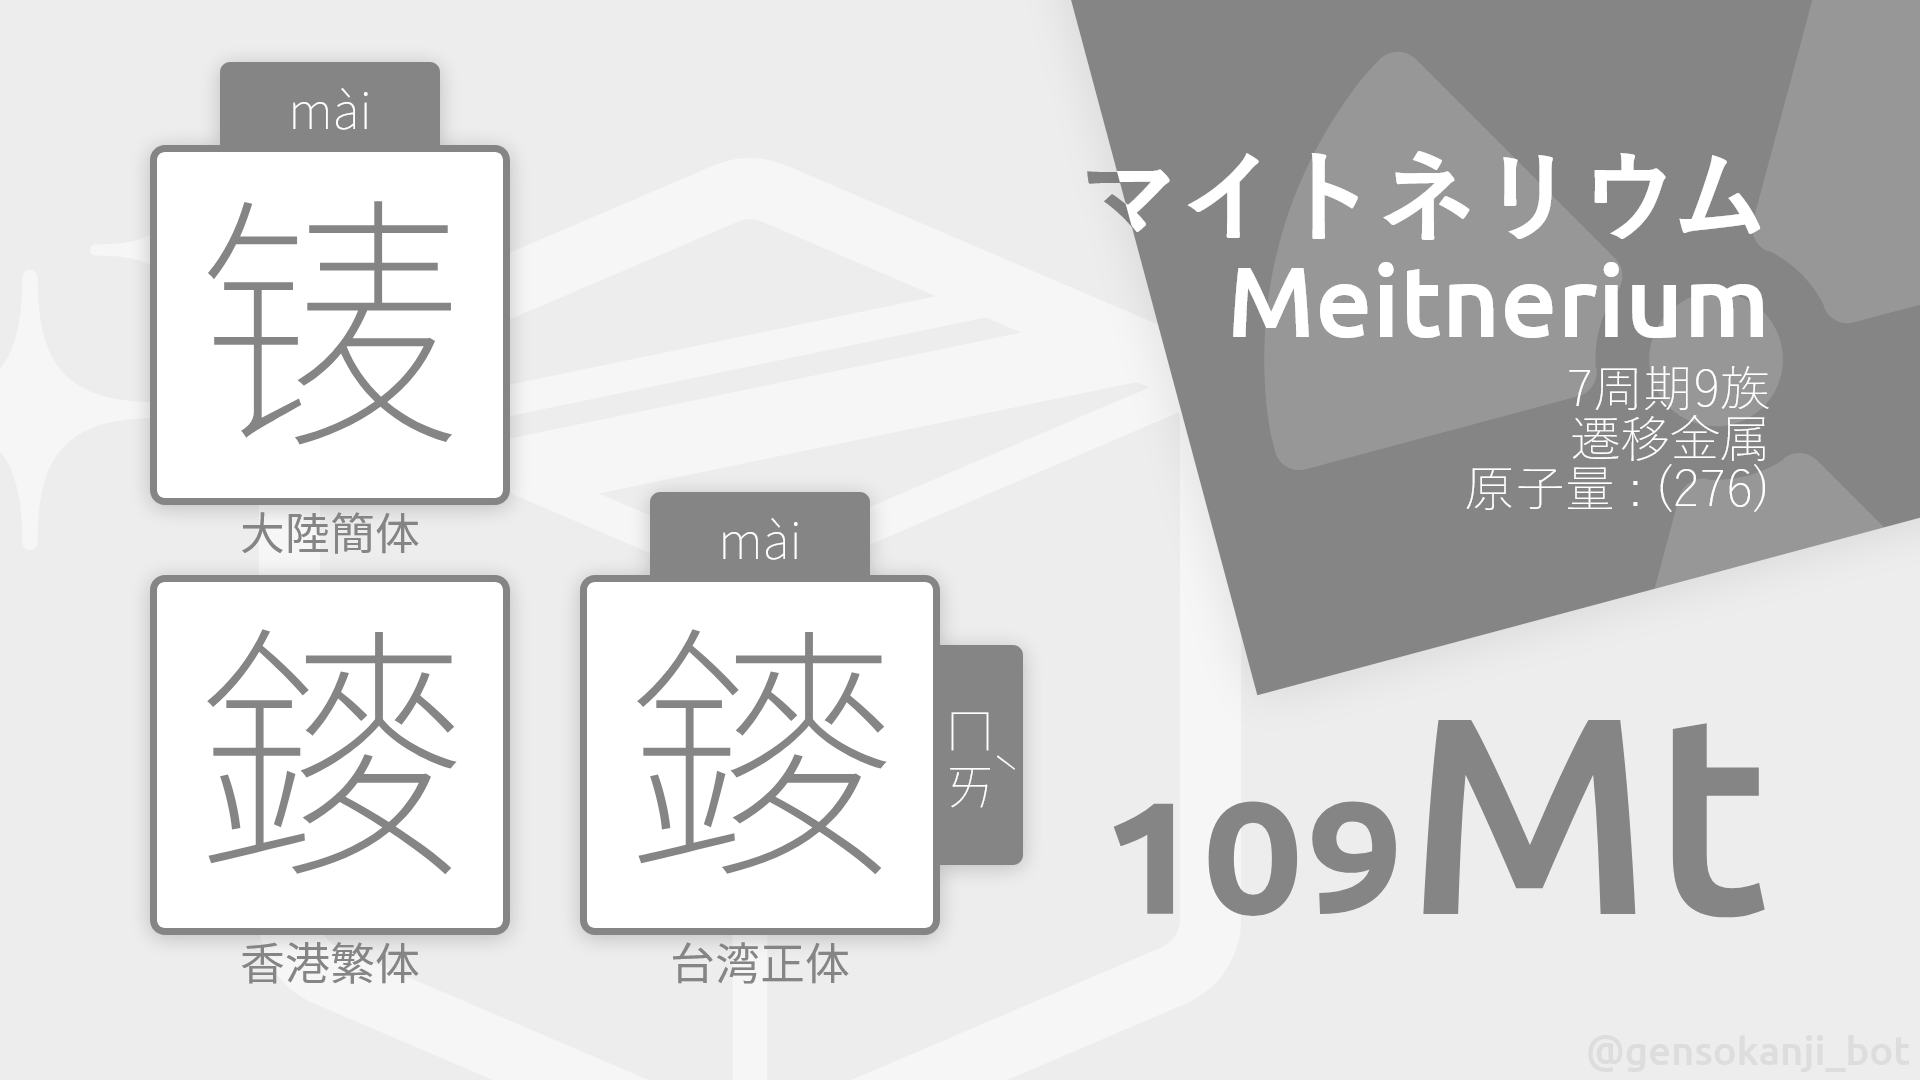 mài
鿏
大陸簡体
䥑
香港繁体
mài
䥑
ㄇㄞˋ
台湾正体
マイトネリウム
Meitnerium
7周期9族
遷移金属
原子量 : (276)
109Mt
@gensokanji_bot